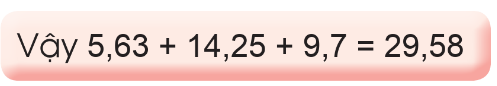 Vậy 5,63 + 14,25 + 9,7 = 29,58